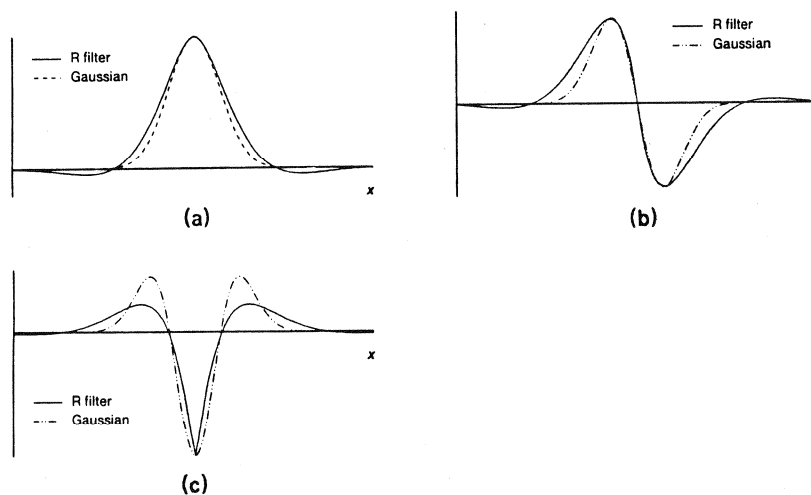 R filter
Gaussian
x
(a)
R filter
Gaussian
(b)
x
R filter
Gaussian
(c)